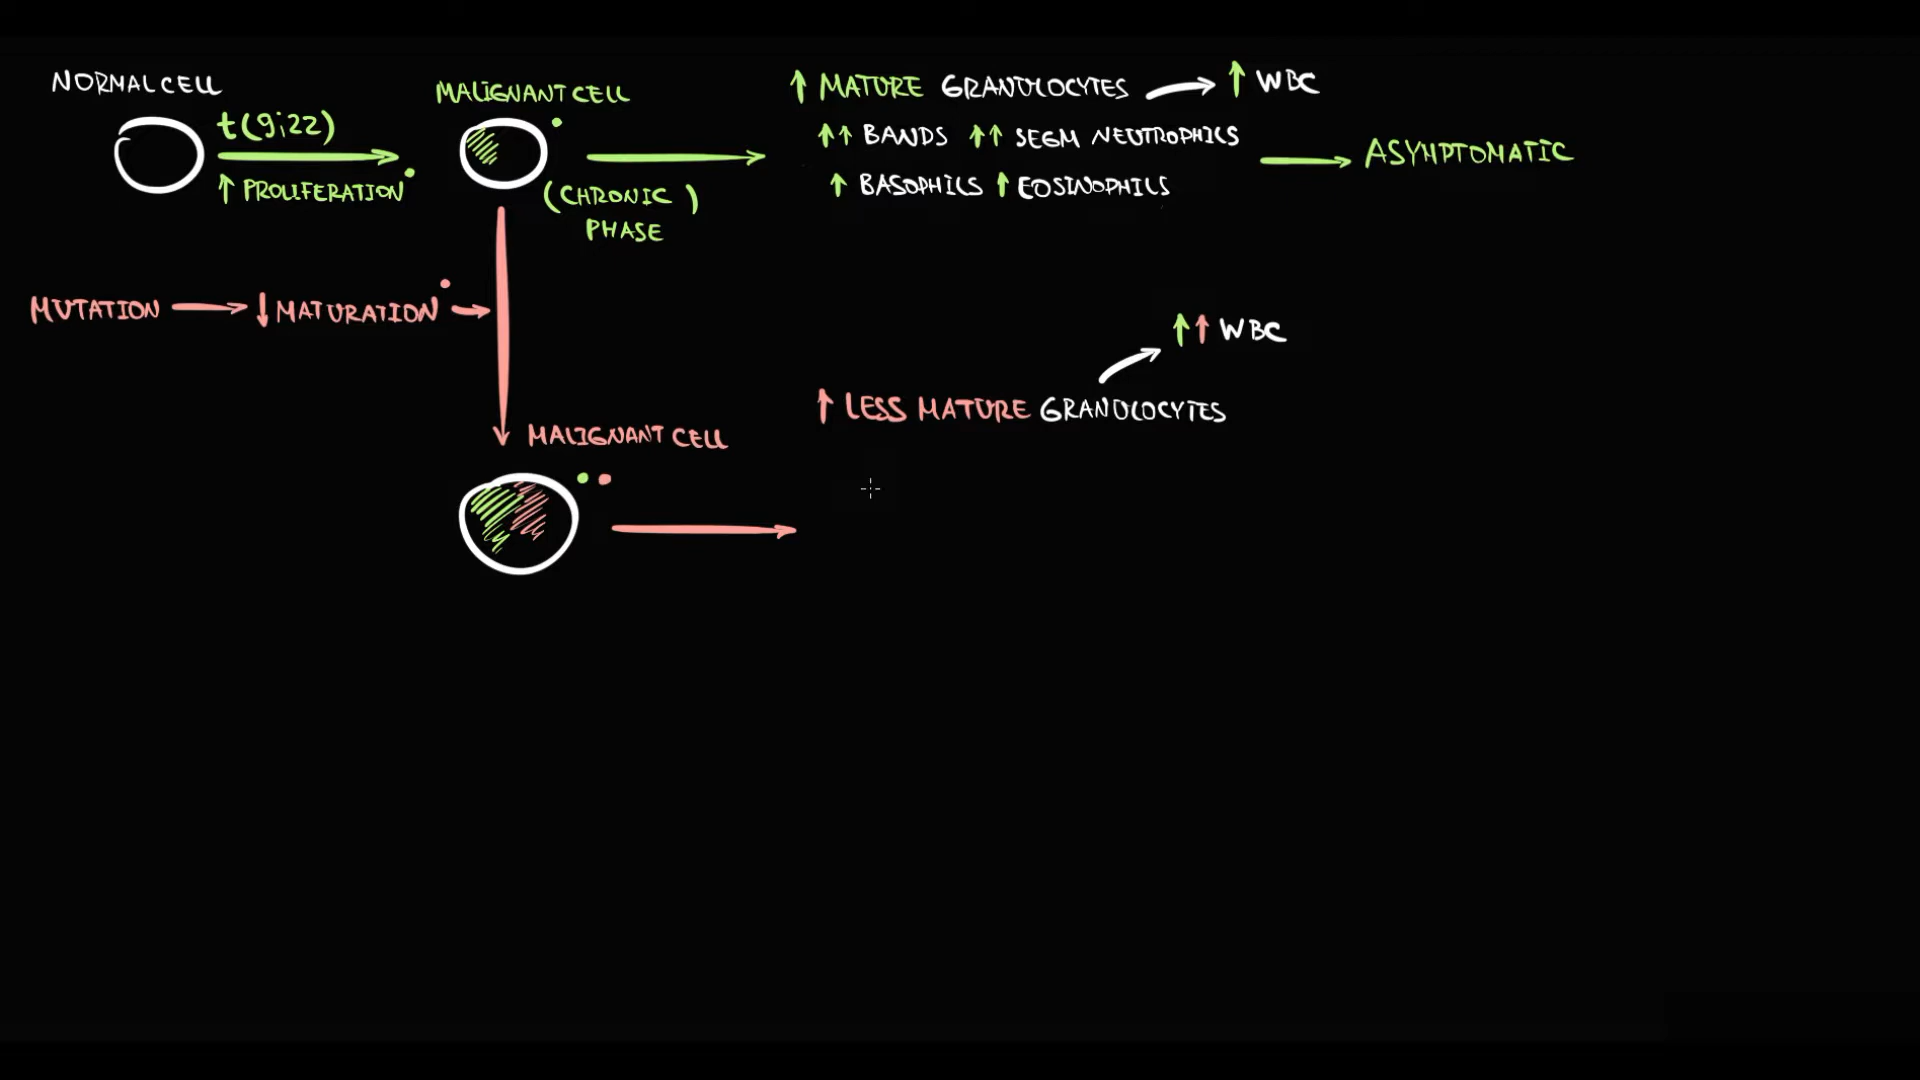 NORMAL CELL
t(9;22)
↑ PROLIFERATION
MALIGNANT CELL
(CHRONIC)
PHASE
↑ MATURE GRANULOCYTES → ↑ WBC
↑↑ BANDS ↑↑ SEGM NEUTROPHILS
↑ BASOPHILS ↑ EOSINOPHILS
→ ASYMPTOMATIC
MUTATION → ↓ MATURATION →
↑↑ WBC
↑ LESS MATURE GRANULOCYTES
MALIGNANT CELL